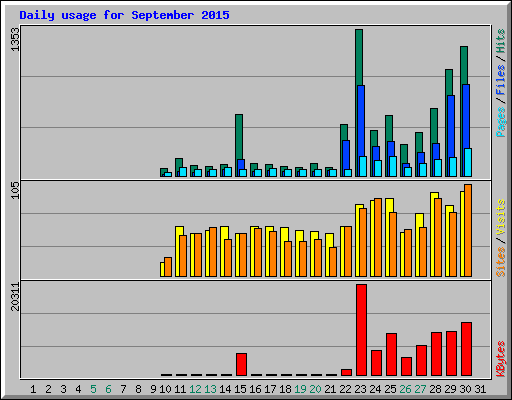 Daily usage for September 2015
1353
Pages / Files / Hits
105
Sites / Visits
20311
KBytes
1 2 3 4 5 6 7 8 9 10 11 12 13 14 15 16 17 18 19 20 21 22 23 24 25 26 27 28 29 30 31